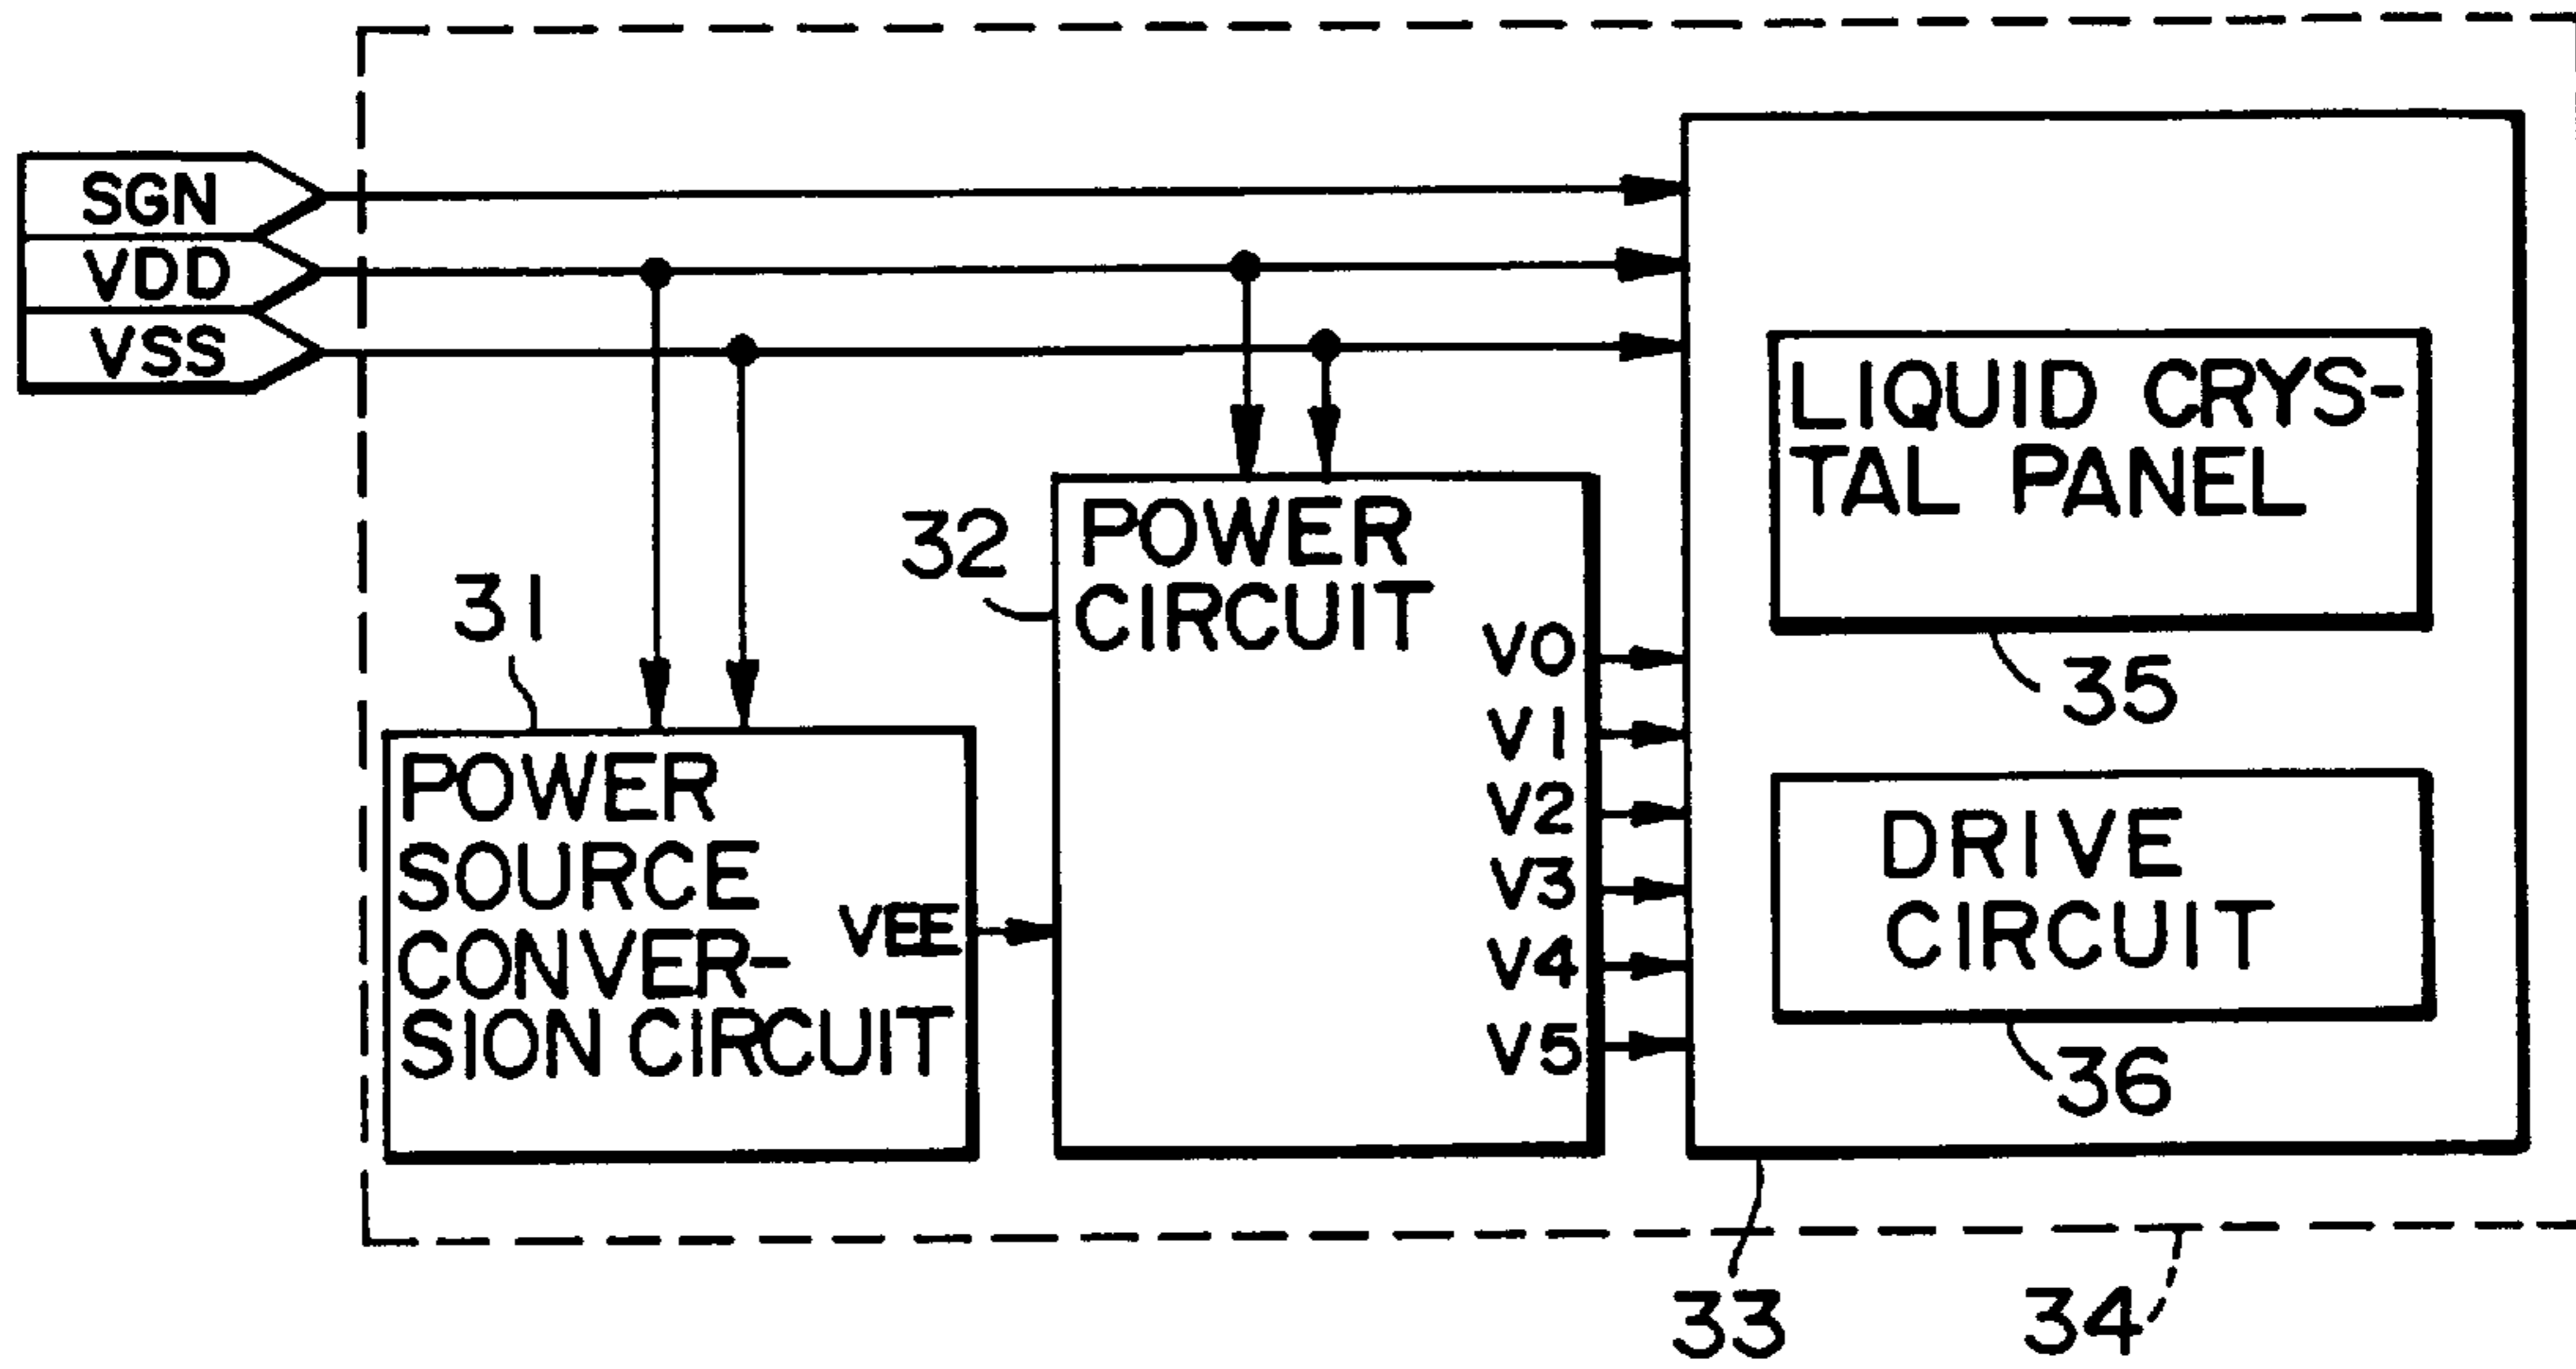 SGN
VDD
VSS
31
POWER
SOURCE
CONVER-
SION CIRCUIT
VEE
32
POWER
CIRCUIT
V0
V1
V2
V3
V4
V5
LIQUID CRYS-
TAL PANEL
35
DRIVE
CIRCUIT
36
33
34